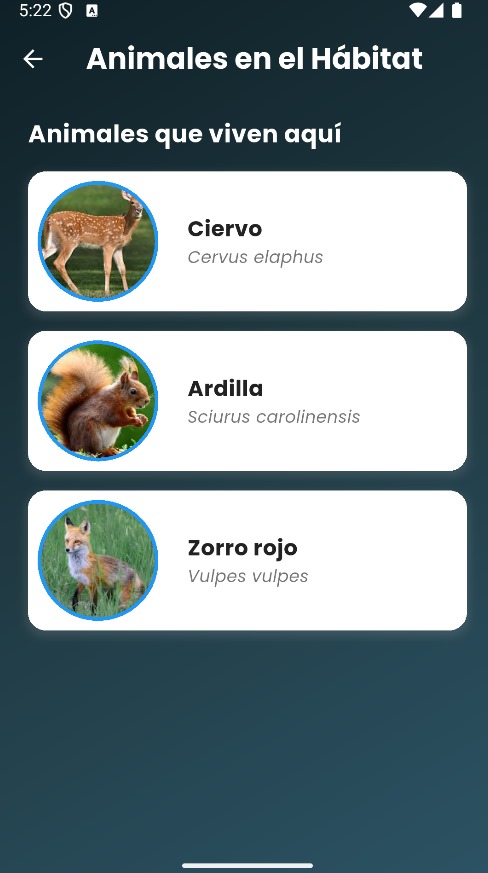 5:22
A
Animales en el Hábitat
Animales que viven aquí
Ciervo
Cervus elaphus
Ardilla
Sciurus carolinensis
Zorro rojo
Vulpes vulpes